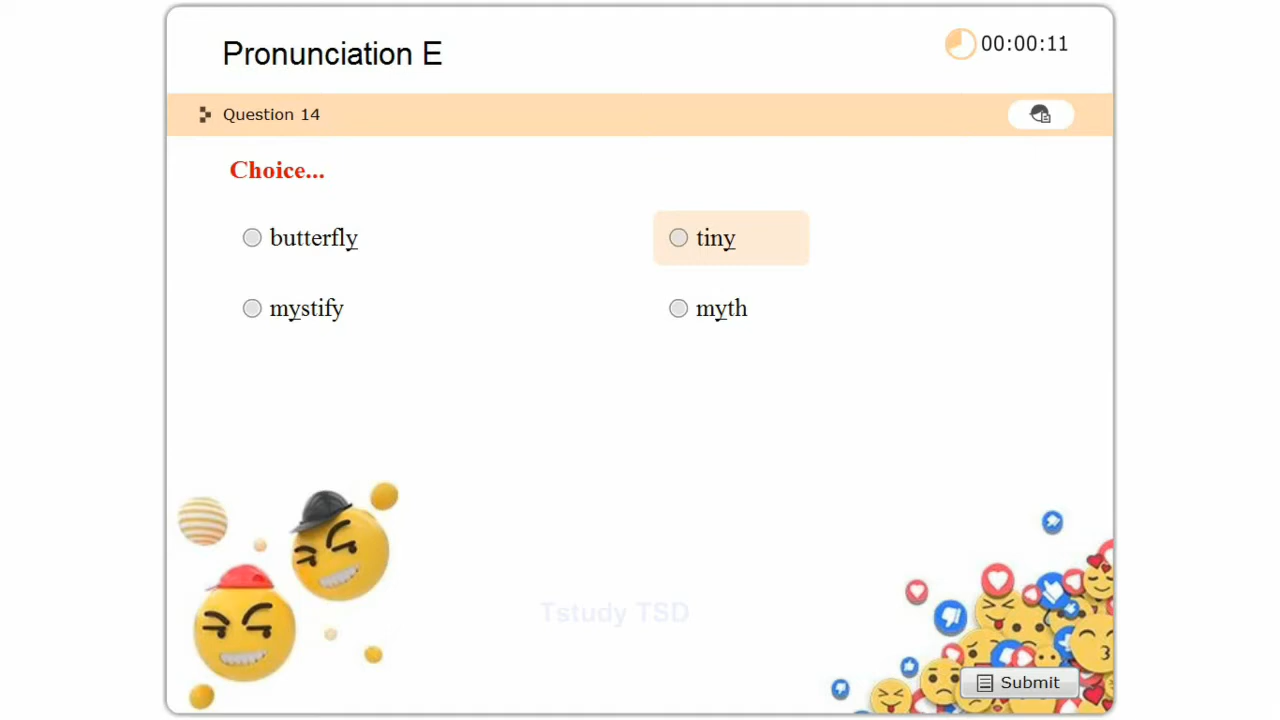 Pronunciation E
00:00:11
Question 14
Choice...
butterfly
tiny
mystify
myth
Tstudy TSD
Submit